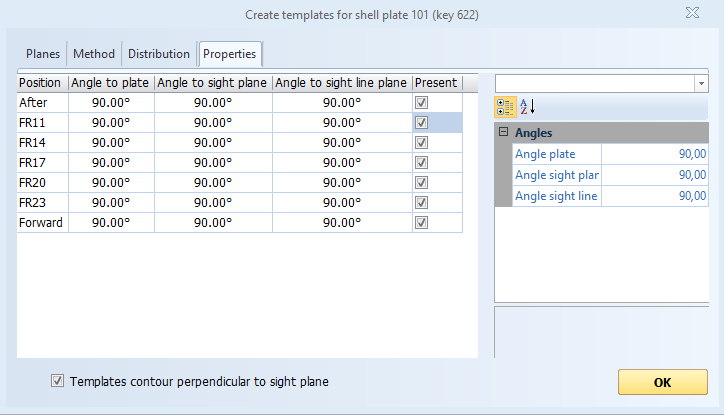 Create templates for shell plate 101 (key 622)
Planes Method Distribution Properties
Position Angle to plate Angle to sight plane Angle to sight line plane Present
After 90.00° 90.00° 90.00°
FR11 90.00° 90.00° 90.00°
FR14 90.00° 90.00° 90.00°
FR17 90.00° 90.00° 90.00°
FR20 90.00° 90.00° 90.00°
FR23 90.00° 90.00° 90.00°
Forward 90.00° 90.00° 90.00°
A
Z
Angles
Angle plate 90,00
Angle sight plar 90,00
Angle sight line 90,00
Templates contour perpendicular to sight plane
OK